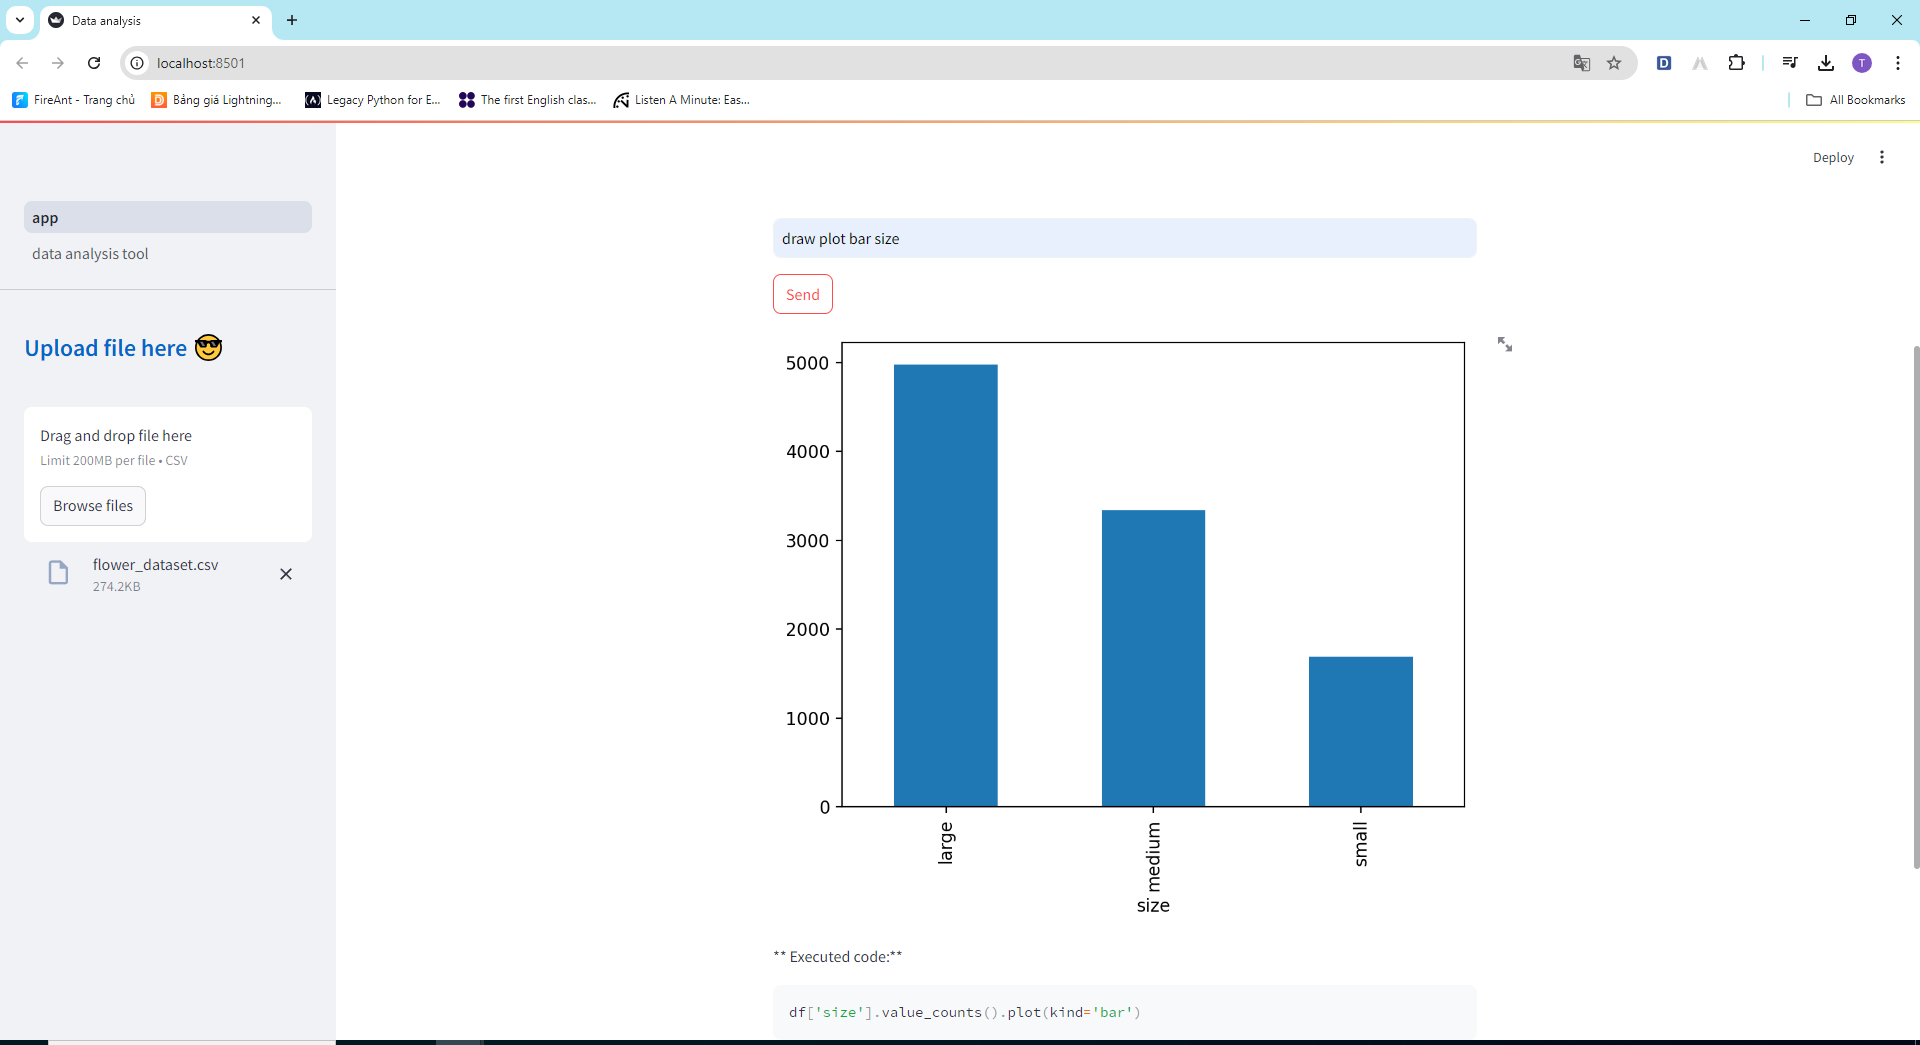 Data analysis
localhost:8501
FireAnt - Trang chủ
Bảng giá Lightning...
Legacy Python for E...
The first English clas...
Listen A Minute: Eas...
All Bookmarks
D
T
Deploy
app
data analysis tool
Upload file here
Drag and drop file here
Limit 200MB per file • CSV
Browse files
flower_dataset.csv
274.2KB
draw plot bar size
Send
5000
4000
3000
2000
1000
0
large
medium
small
size
** Executed code:**
df['size'].value_counts().plot(kind='bar')